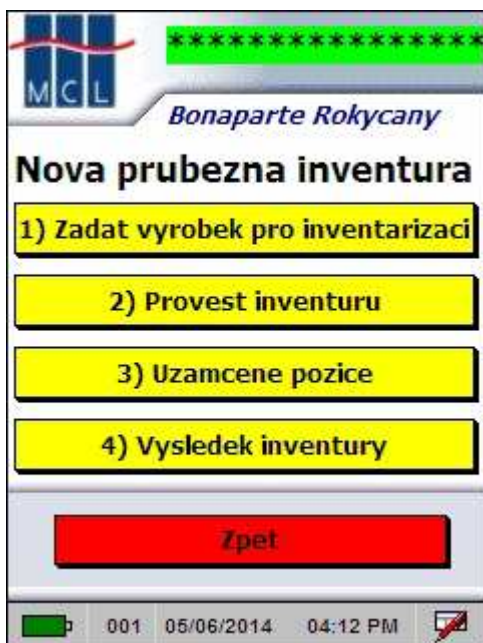 ****************
MCL
Bonaparte Rokycany
Nova prubezna inventura
1) Zadat vyrobek pro inventarizaci
2) Provest inventuru
3) Uzamcene pozice
4) Vysledek inventury
Zpet
001 05/06/2014 04:12 PM